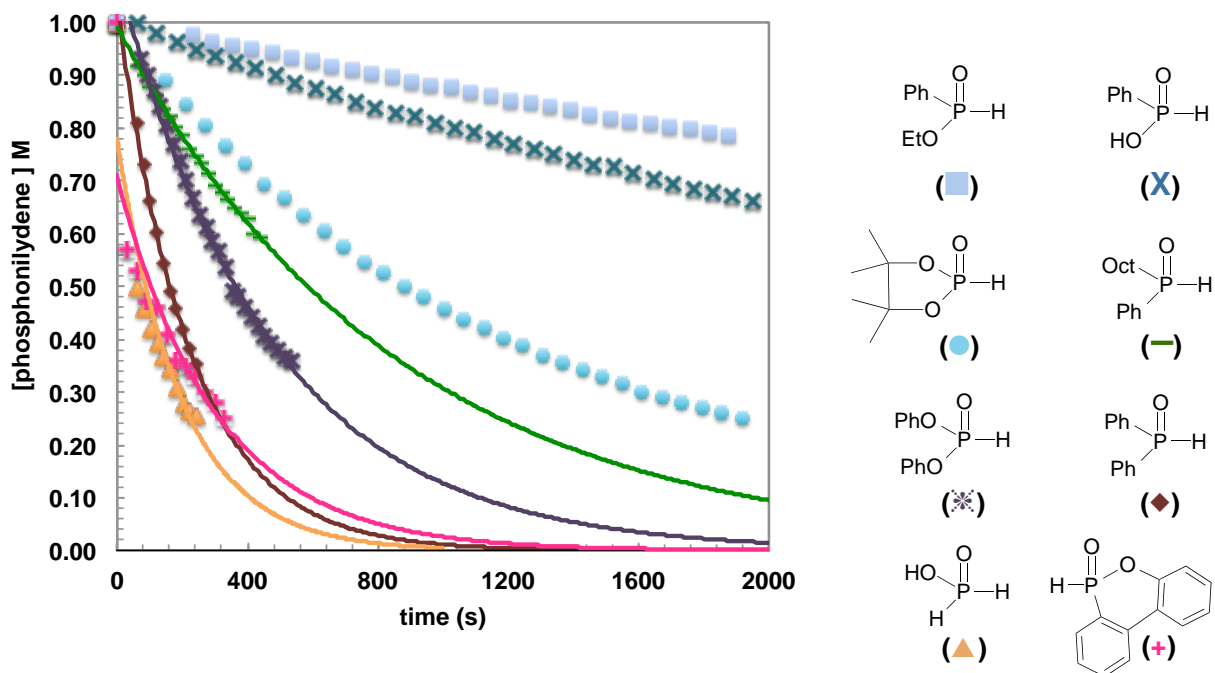 [phosphonilydene ] M
1.00
0.90
0.80
0.70
0.60
0.50
0.40
0.30
0.20
0.10
0.00
0 400 800 1200 1600 2000
time (s)
O
Ph P H
EtO
( )
O
Ph P H
HO
(X)
O
O P H
O
( )
O
Oct P H
Ph
( )
O
PhO P H
PhO
( )
O
Ph P H
Ph
( )
O
HO P H
H
( )
O
H P O
(+)